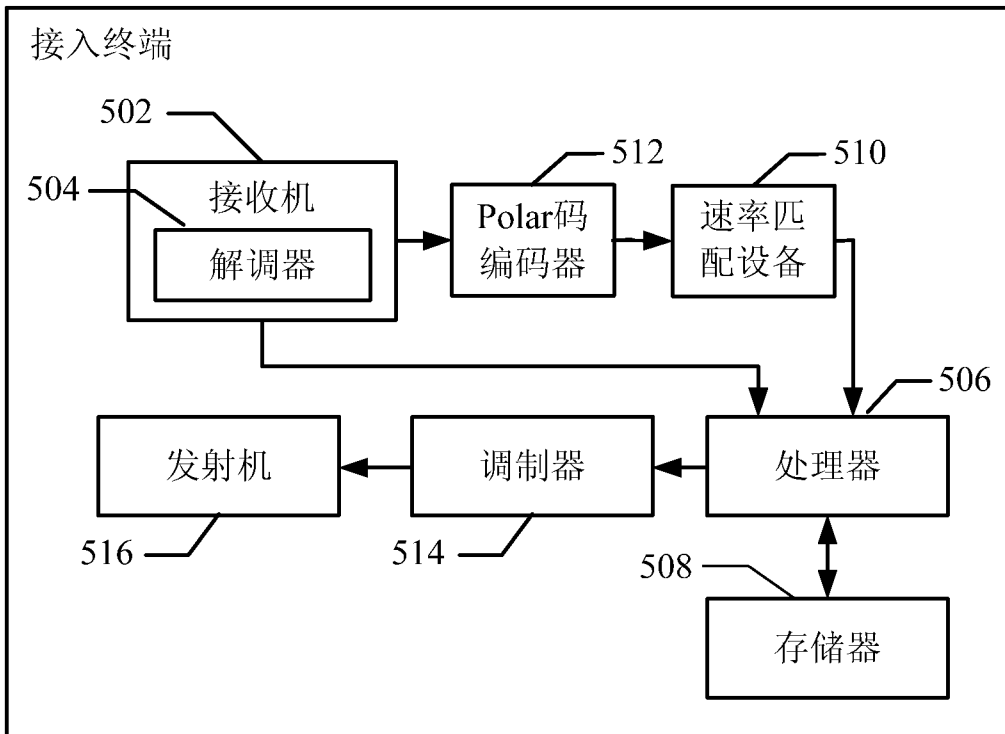 接入终端
502
504
接收机
解调器
512
Polar码
编码器
510
速率匹
配设备
506
发射机
调制器
处理器
516
514
508
存储器